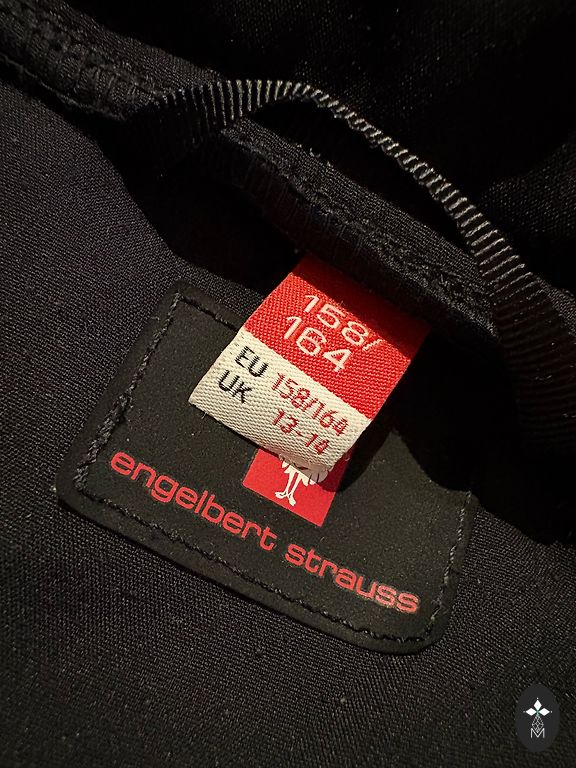 158/
164
EU 158/164
UK 13-14
engelbert strauss
M